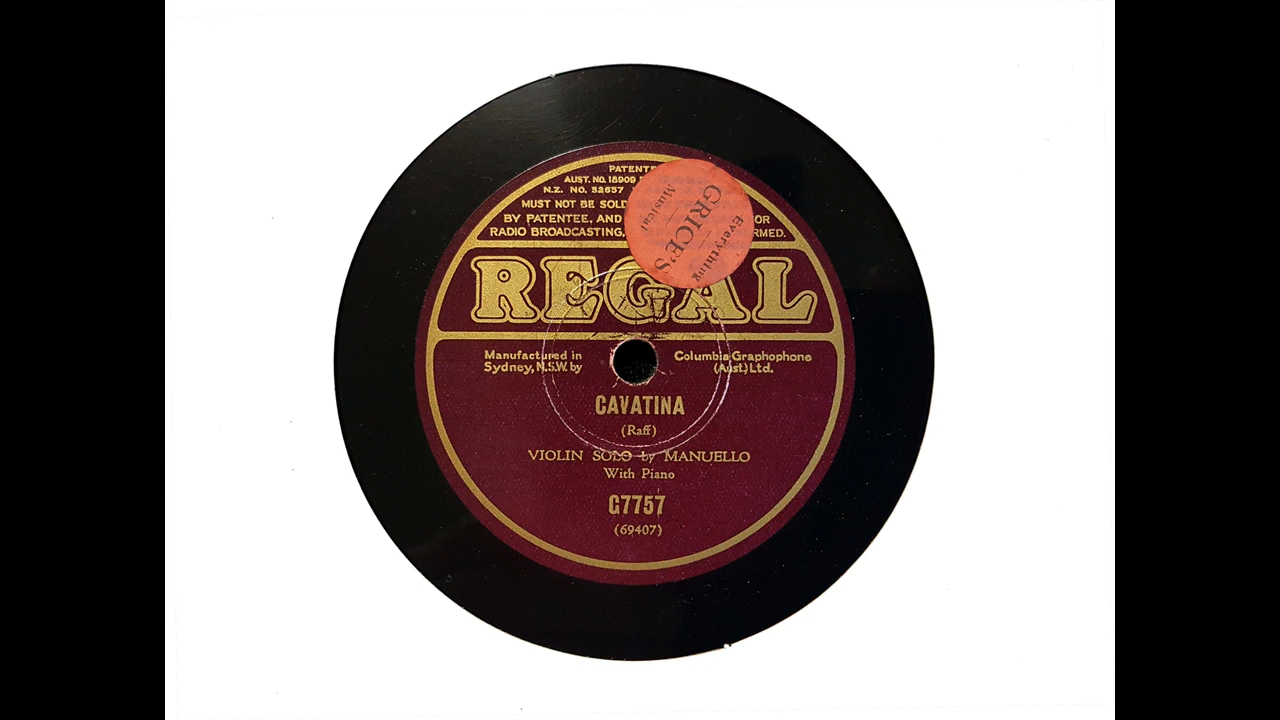 PATENTE
AUST. NO. 18909
N.Z. NO. 32657
MUST NOT BE SOLD
BY PATENTEE, AND OR
RADIO BROADCASTING, RMED.
Everything
GRICE'S
Musical
REGAL
Manufactured in Columbia Graphophone
Sydney, N.S.W. by (Aust.) Ltd.
CAVATINA
(Raff)
VIOLIN SOLO by MANUELLO
With Piano
G7757
(69407)